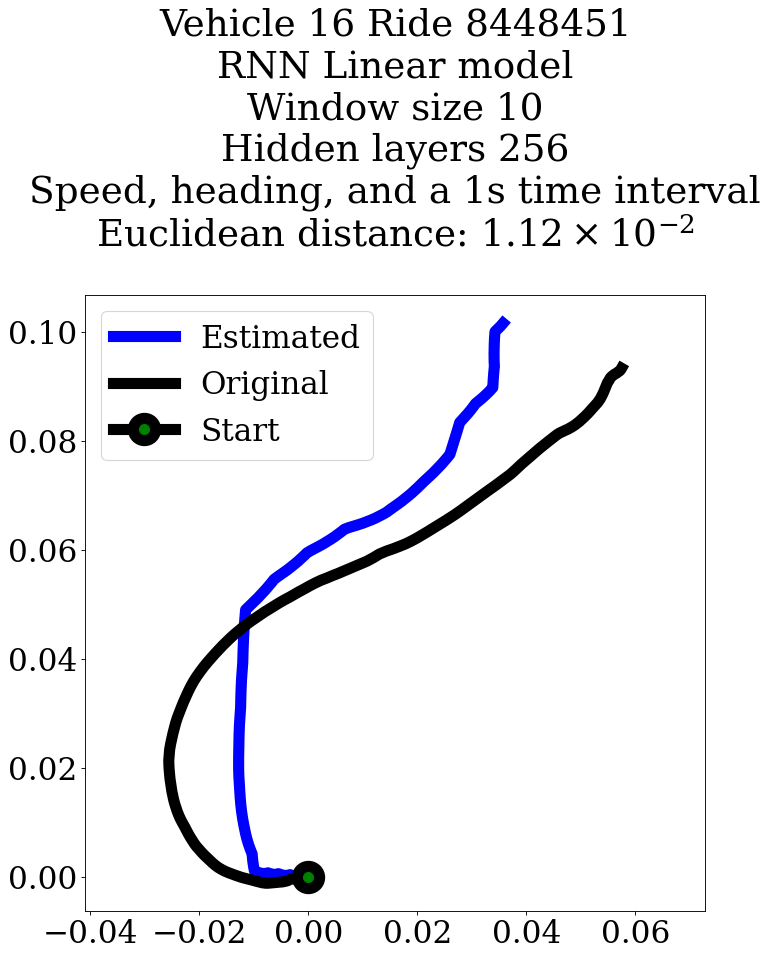 Vehicle 16 Ride 8448451
RNN Linear model
Window size 10
Hidden layers 256
Speed, heading, and a 1s time interval
Euclidean distance: 1.12 × 10⁻²
Estimated
Original
Start
0.10
0.08
0.06
0.04
0.02
0.00
−0.04 −0.02 0.00 0.02 0.04 0.06